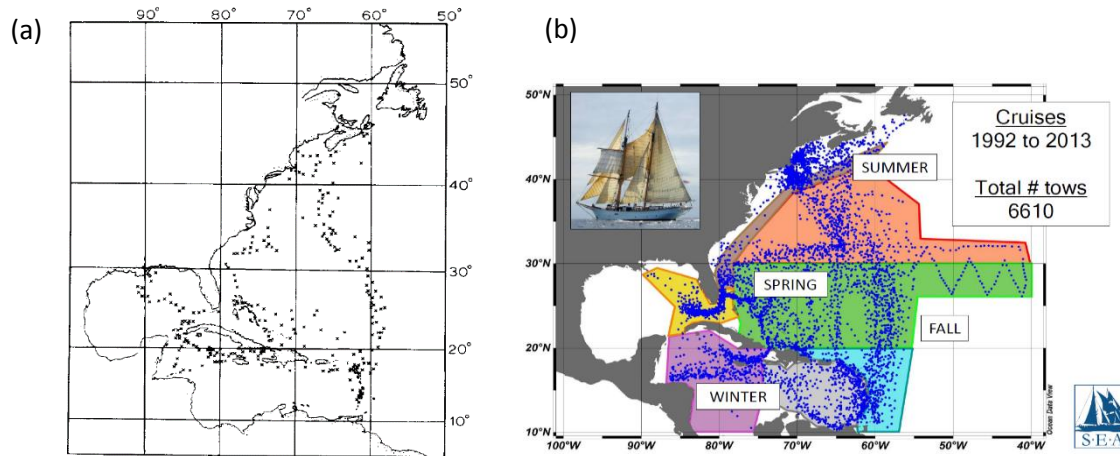 (a)
90° 80° 70° 60° 50°
50°
40°
30°
20°
10°
(b)
50°N
40°N
30°N
20°N
10°N
100°W 90°W 80°W 70°W 60°W 50°W 40°W
SUMMER
SPRING
FALL
WINTER
Cruises
1992 to 2013
Total # tows
6610
Ocean Data View
S·E·A